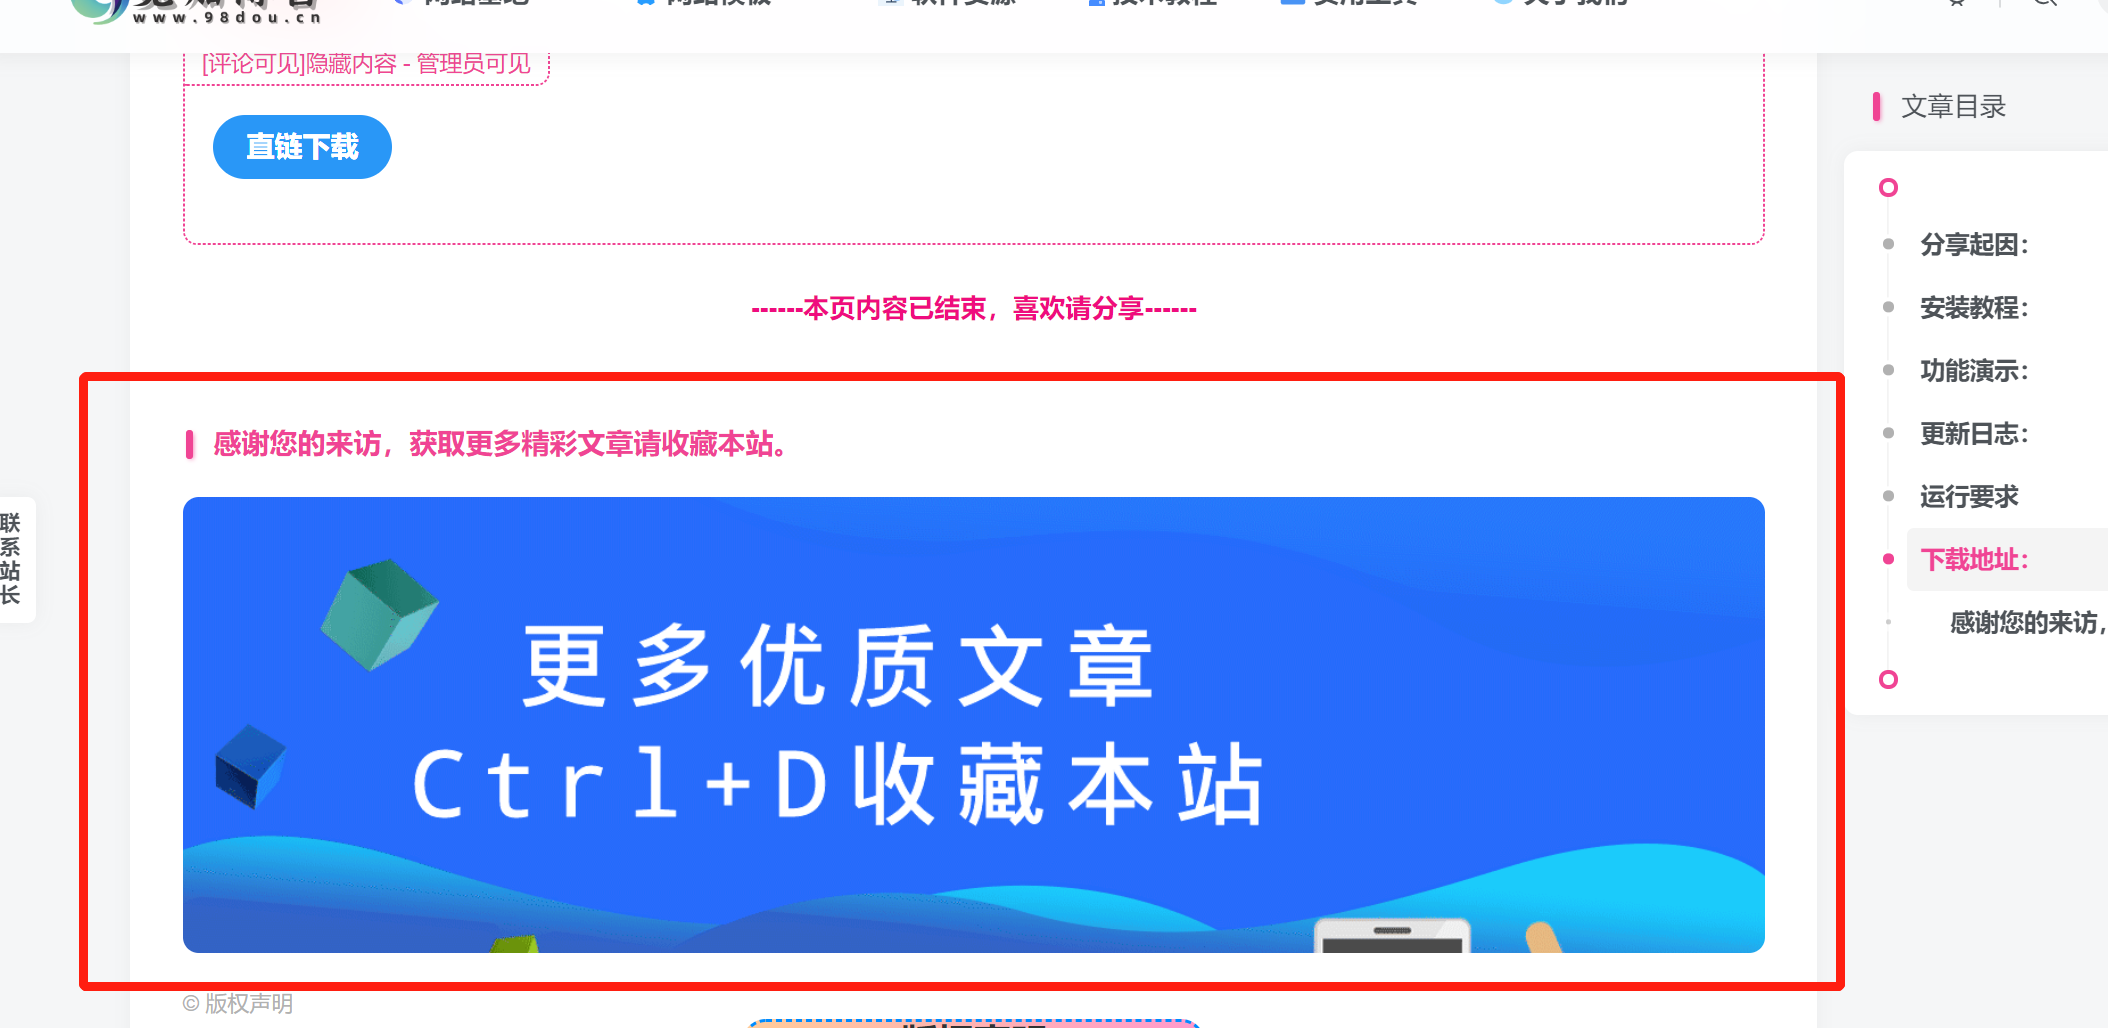 www.98dou.cn
[评论可见]隐藏内容 - 管理员可见
直链下载
------本页内容已结束，喜欢请分享------
感谢您的来访，获取更多精彩文章请收藏本站。
更多优质文章
Ctrl+D收藏本站
© 版权声明
联系站长
文章目录
分享起因：
安装教程：
功能演示：
更新日志：
运行要求
下载地址：
感谢您的来访，